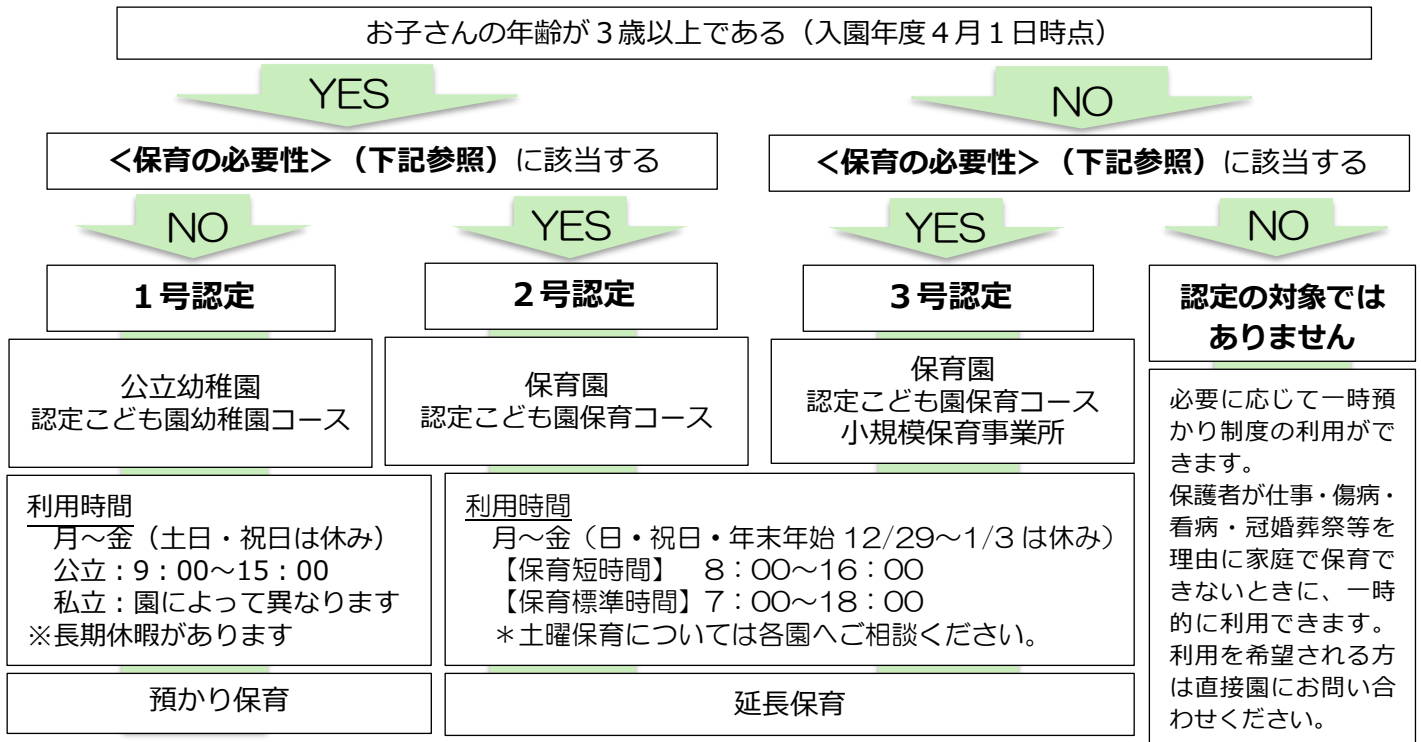 お子さんの年齢が３歳以上である（入園年度４月１日時点）
YES
NO
＜保育の必要性＞（下記参照）に該当する
＜保育の必要性＞（下記参照）に該当する
NO
YES
YES
NO
１号認定
２号認定
３号認定
認定の対象では
ありません
公立幼稚園
認定こども園幼稚園コース
保育園
認定こども園保育コース
保育園
認定こども園保育コース
小規模保育事業所
必要に応じて一時預
かり制度の利用がで
きます。
保護者が仕事・傷病・
看病・冠婚葬祭等を
理由に家庭で保育で
きないときに、一時
的に利用できます。
利用を希望される方
は直接園にお問い合
わせください。
利用時間
月～金（土日・祝日は休み）
公立：9：00～15：00
私立：園によって異なります
※長期休暇があります
利用時間
月～金（日・祝日・年末年始 12/29～1/3 は休み）
【保育短時間】　８：００～１６：００
【保育標準時間】７：００～１８：００
＊土曜保育については各園へご相談ください。
預かり保育
延長保育